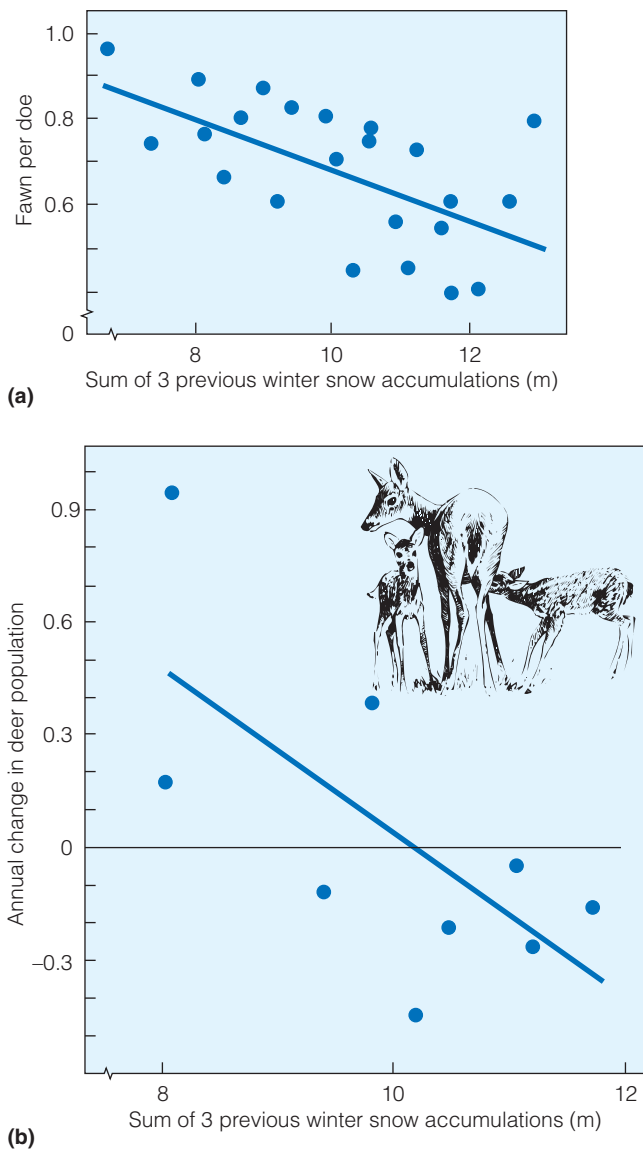 1.0
0.8
0.6
0
Fawn per doe
8 10 12
Sum of 3 previous winter snow accumulations (m)
(a)
0.9
0.6
0.3
0
–0.3
Annual change in deer population
8 10 12
Sum of 3 previous winter snow accumulations (m)
(b)